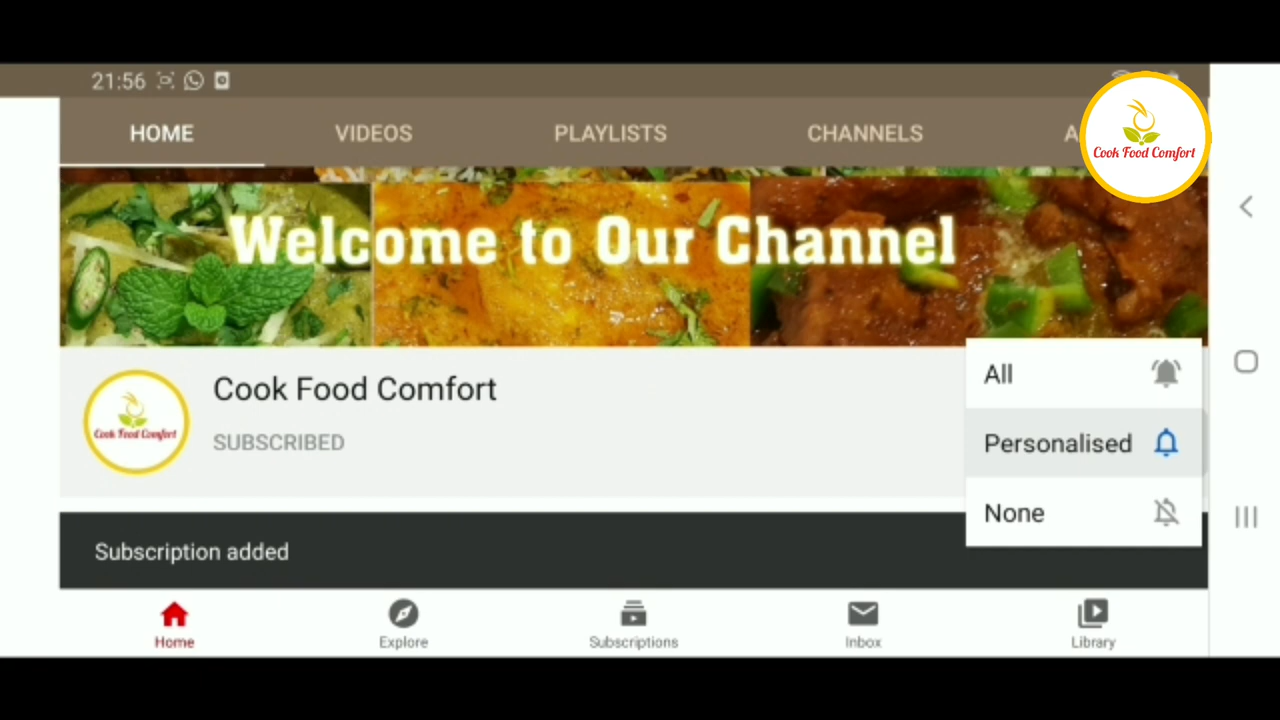 21:56
HOME VIDEOS PLAYLISTS CHANNELS A
Cook Food Comfort
Welcome to Our Channel
Cook Food Comfort
Cook Food Comfort
SUBSCRIBED
All
Personalised
None
Subscription added
Home Explore Subscriptions Inbox Library